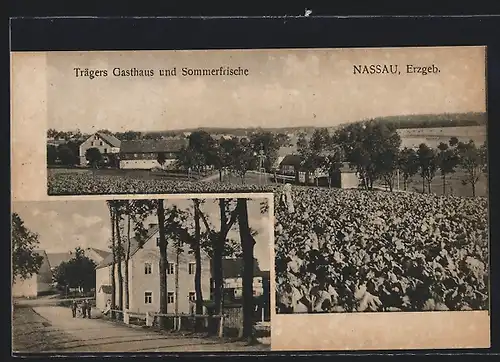 Trägers Gasthaus und Sommerfrische
NASSAU, Erzgeb.